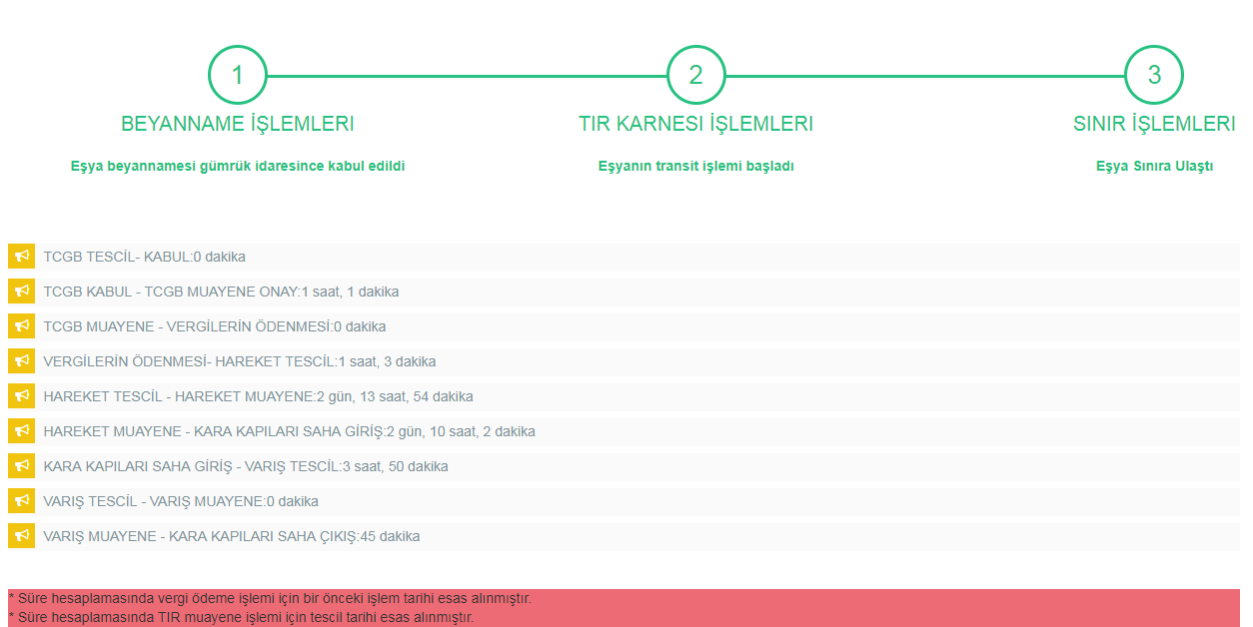 1
2
3
BEYANNAME İŞLEMLERI
TIR KARNESI İŞLEMLERI
SINIR İŞLEMLERI
Eşya beyannamesi gümrük idaresince kabul edildi
Eşyanın transit işlemi başladı
Eşya Sınıra Ulaştı
TCGB TESCİL- KABUL:0 dakika
TCGB KABUL - TCGB MUAYENE ONAY:1 saat, 1 dakika
TCGB MUAYENE - VERGİLERİN ÖDENMESİ:0 dakika
VERGİLERİN ÖDENMESİ- HAREKET TESCİL:1 saat, 3 dakika
HAREKET TESCİL - HAREKET MUAYENE:2 gün, 13 saat, 54 dakika
HAREKET MUAYENE - KARA KAPILARI SAHA GİRİŞ:2 gün, 10 saat, 2 dakika
KARA KAPILARI SAHA GİRİŞ - VARIŞ TESCİL:3 saat, 50 dakika
VARIŞ TESCİL - VARIŞ MUAYENE:0 dakika
VARIŞ MUAYENE - KARA KAPILARI SAHA ÇIKIŞ:45 dakika
* Süre hesaplamasında vergi ödeme işlemi için bir önceki işlem tarihi esas alınmıştır.
* Süre hesaplamasında TIR muayene işlemi için tescil tarihi esas alınmıştır.